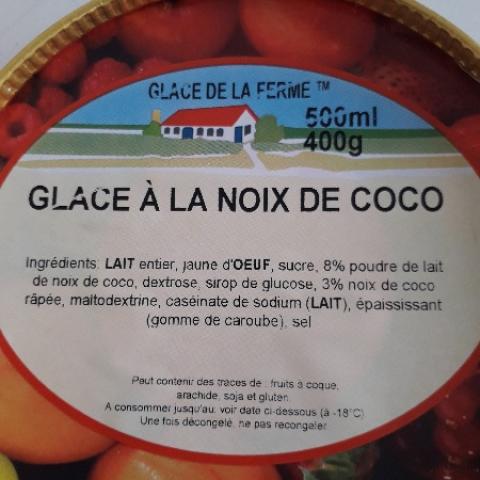 GLACE DE LA FERME ™
500ml
400g
GLACE À LA NOIX DE COCO
Ingrédients: LAIT entier, jaune d'OEUF, sucre, 8% poudre de lait
de noix de coco, dextrose, sirop de glucose, 3% noix de coco
râpée, maltodextrine, caséinate de sodium (LAIT), épaississant
(gomme de caroube), sel
Peut contenir des traces de : fruits à coque,
arachide, soja et gluten.
A consommer jusqu'au: voir date ci-dessous (à -18°C)
Une fois décongelé, ne pas recongeler